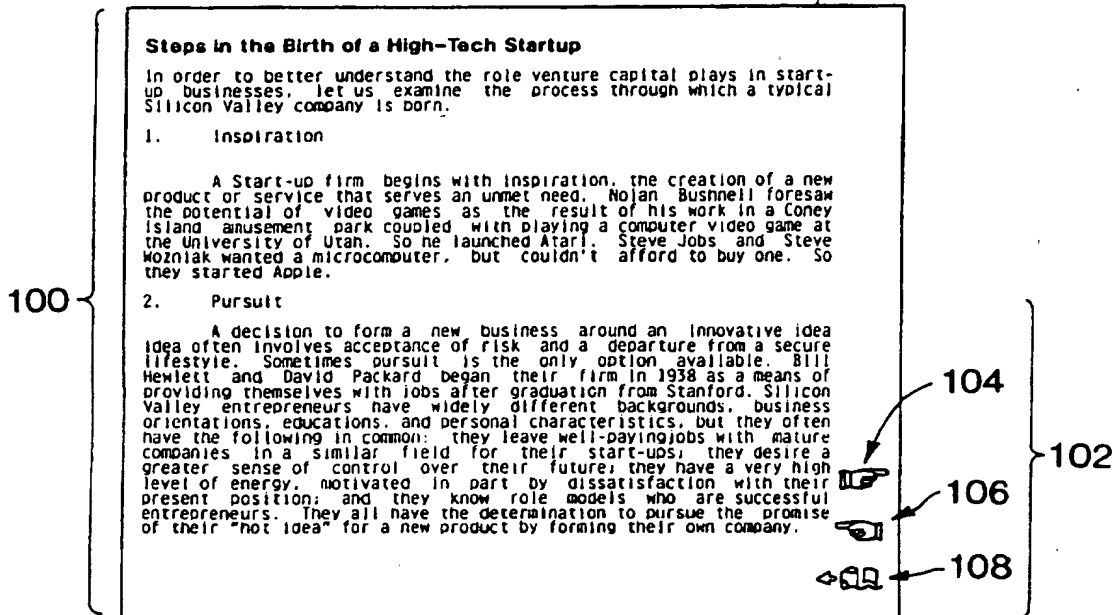 Steps in the Birth of a High-Tech Startup
In order to better understand the role venture capital plays in start-
up businesses, let us examine the process through which a typical
Silicon Valley company is born.
1. Inspiration
A Start-up firm begins with inspiration, the creation of a new
product or service that serves an unmet need. Nolan Bushnell foresaw
the potential of video games as the result of his work in a Coney
Island amusement park coupled with playing a computer video game at
the University of Utah. So he launched Atari. Steve Jobs and Steve
Wozniak wanted a microcomputer, but couldn't afford to buy one. So
they started Apple.
100
2. Pursuit
A decision to form a new business around an innovative idea
idea often involves acceptance of risk and a departure from a secure
lifestyle. Sometimes pursuit is the only option available. Bill
Hewlett and David Packard began their firm in 1938 as a means of
providing themselves with jobs after graduation from Stanford. Silicon
Valley entrepreneurs have widely different backgrounds, business
orientations, educations, and personal characteristics, but they often
have the following in common: they leave well-payingjobs with mature
companies in a similar field for their start-ups; they desire a
greater sense of control over their future; they have a very high
level of energy, motivated in part by dissatisfaction with their
present position; and they know role models who are successful
entrepreneurs. They all have the determination to pursue the promise
of their "hot idea" for a new product by forming their own company.
104
102
106
108